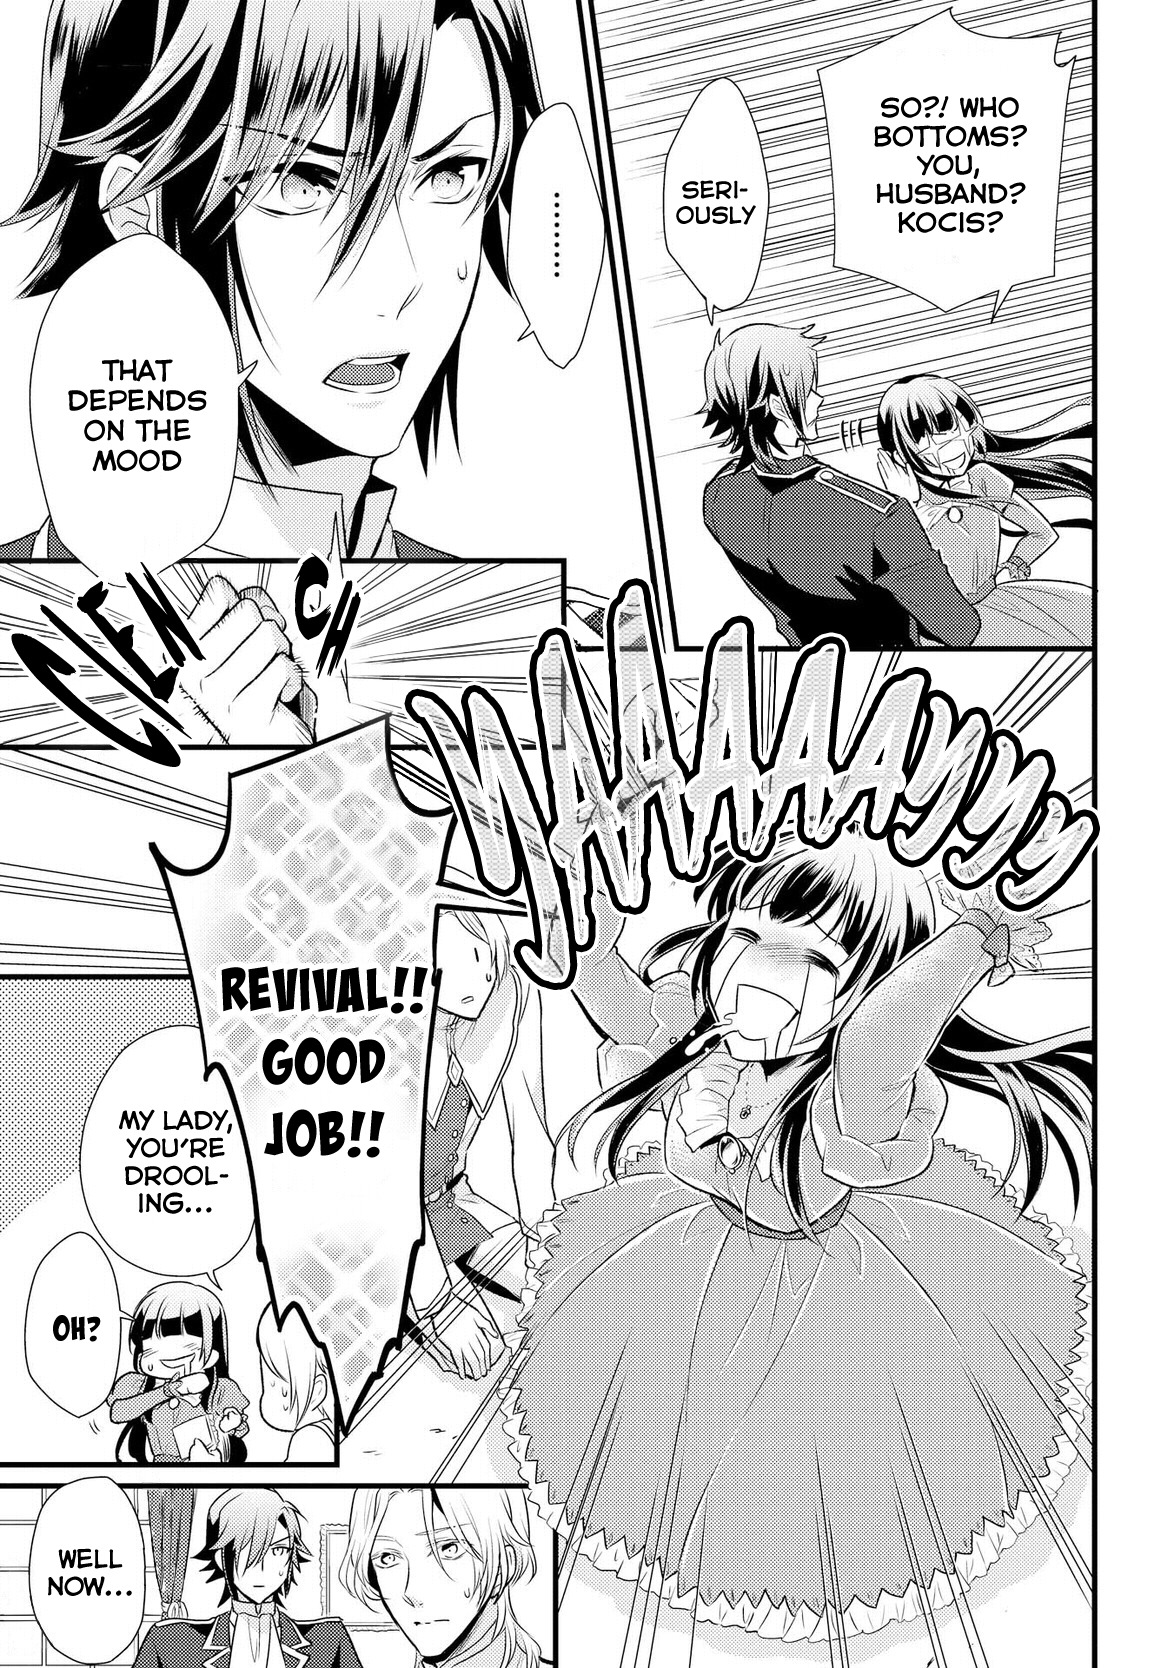 SO?! WHO
BOTTOMS?
YOU,
HUSBAND?
KOCIS?
SERI-
OUSLY
.........
THAT
DEPENDS
ON THE
MOOD
CLENCH
YAAAAAAAYYYY
REVIVAL!!
GOOD
JOB!!
MY LADY,
YOU'RE
DROOL-
ING...
OH?
WELL
NOW...